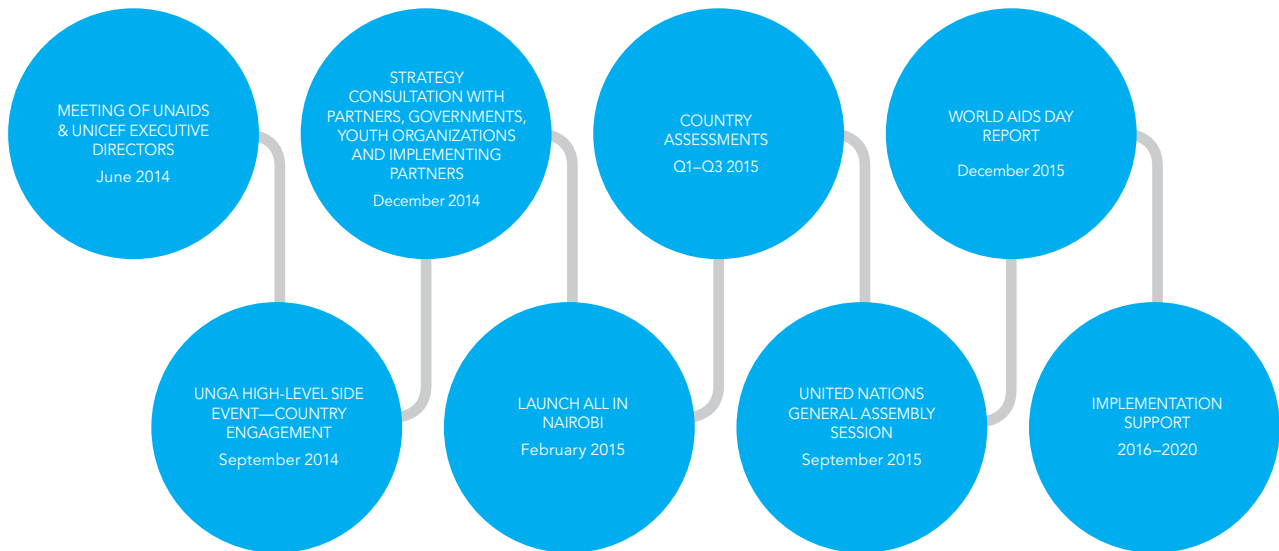 MEETING OF UNAIDS
& UNICEF EXECUTIVE
DIRECTORS
June 2014
UNGA HIGH-LEVEL SIDE
EVENT—COUNTRY
ENGAGEMENT
September 2014
STRATEGY
CONSULTATION WITH
PARTNERS, GOVERNMENTS,
YOUTH ORGANIZATIONS
AND IMPLEMENTING
PARTNERS
December 2014
LAUNCH ALL IN
NAIROBI
February 2015
COUNTRY
ASSESSMENTS
Q1–Q3 2015
UNITED NATIONS
GENERAL ASSEMBLY
SESSION
September 2015
WORLD AIDS DAY
REPORT
December 2015
IMPLEMENTATION
SUPPORT
2016–2020